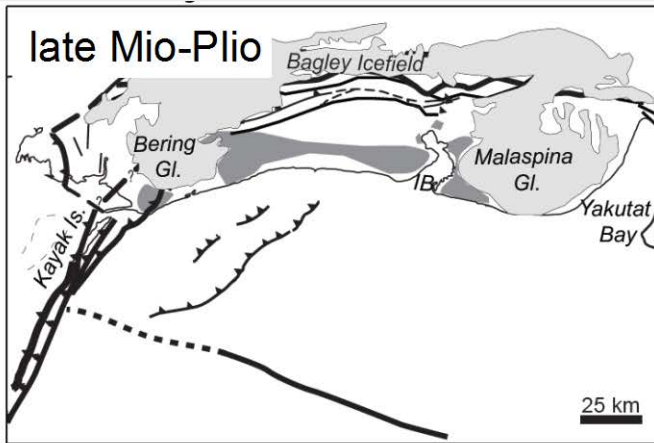 late Mio-Plio
Bagley Icefield
Bering
Gl.
Malaspina
Gl.
IB
Yakutat
Bay
Kayak Is.
25 km